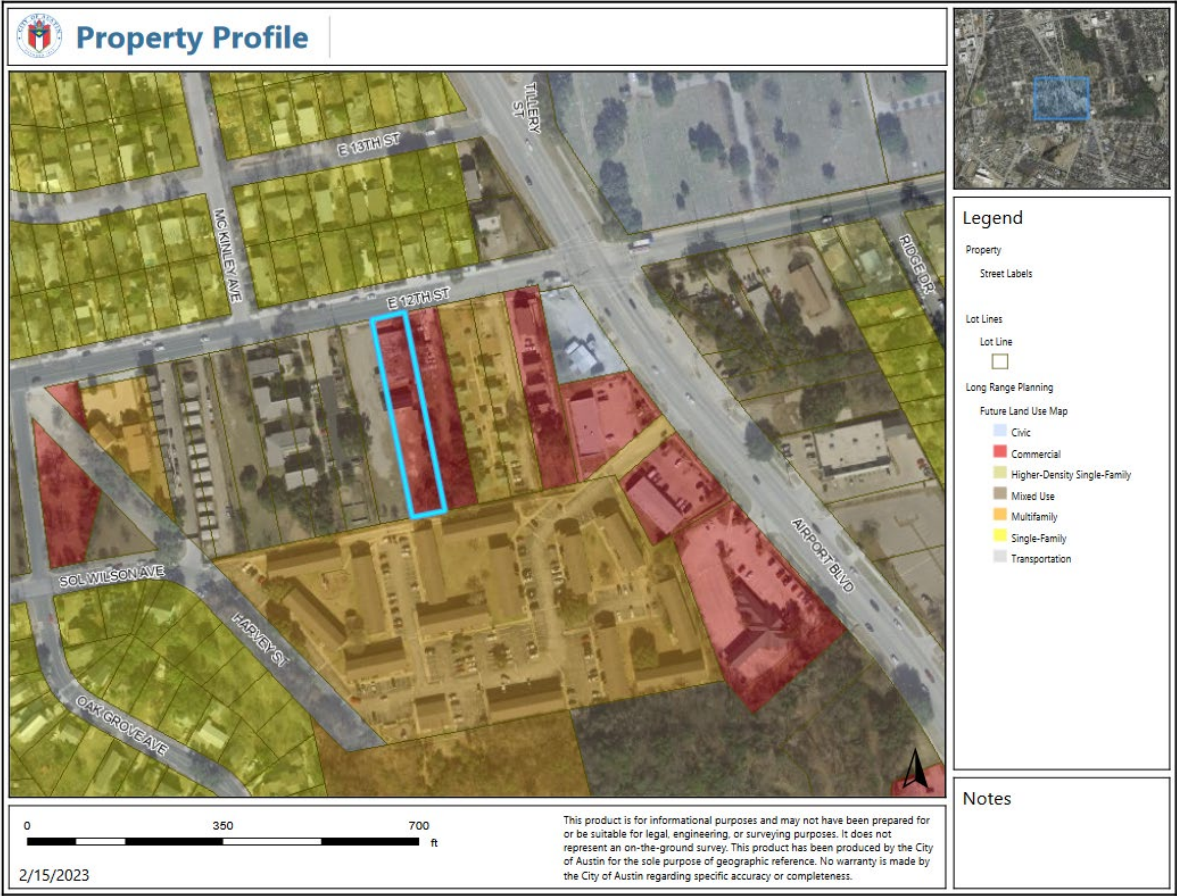 CITY OF AUSTIN
Property Profile
TILLERY
ST
E 13TH ST
MC KINLEY AVE
RIDGE DR
E 12TH ST
AIRPORT BLVD
SOL WILSON AVE
HARVEY ST
OAK GROVE AVE
Legend
Property
Street Labels
Lot Lines
Lot Line
Long Range Planning
Future Land Use Map
Civic
Commercial
Higher-Density Single-Family
Mixed Use
Multifamily
Single-Family
Transportation
Notes
0 350 700
ft
2/15/2023
This product is for informational purposes and may not have been prepared for
or be suitable for legal, engineering, or surveying purposes. It does not
represent an on-the-ground survey. This product has been produced by the City
of Austin for the sole purpose of geographic reference. No warranty is made by
the City of Austin regarding specific accuracy or completeness.